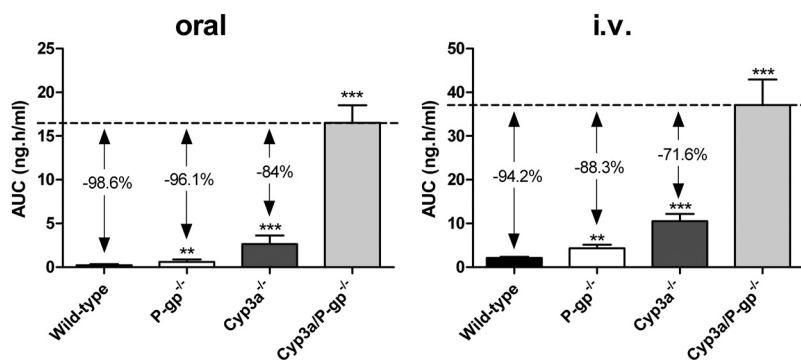 oral
AUC (ng.h/ml)
25
20
15
10
5
0
-98.6%
-96.1%
-84%
**
***
***
Wild-type
P-gp-/-
Cyp3a-/-
Cyp3a/P-gp-/-
i.v.
AUC (ng.h/ml)
50
40
30
20
10
0
-94.2%
-88.3%
-71.6%
**
***
***
Wild-type
P-gp-/-
Cyp3a-/-
Cyp3a/P-gp-/-